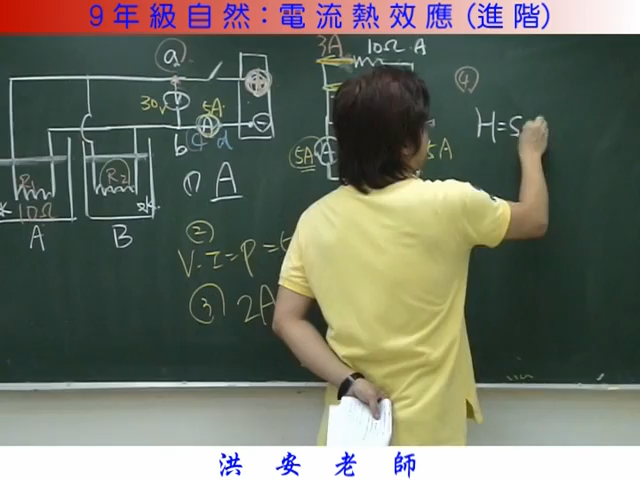 9年級自然：電流熱效應(進階)
a
30V
5A
A
b
d
R1
10Ω
A
R2
B
3A
10Ω A
5A
A
5A
① A
②
V.I=P=
③ 2A
④
H=S
洪安老師